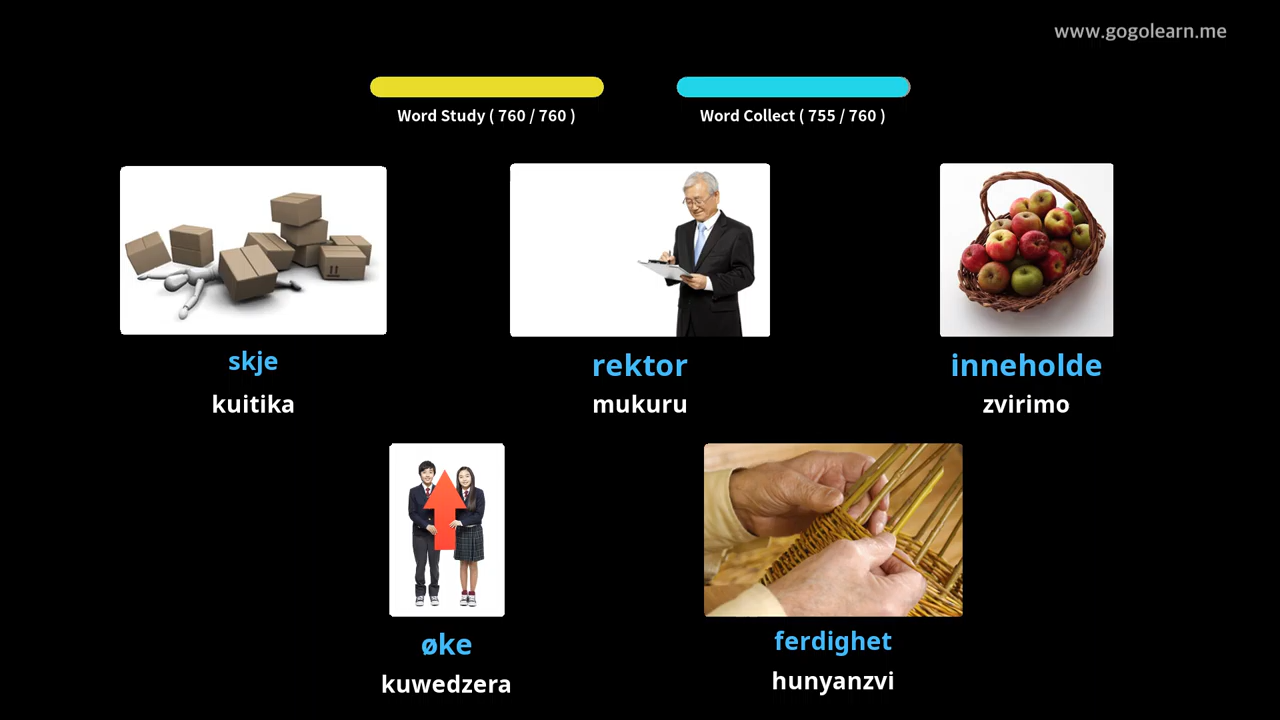 www.gogolearn.me
Word Study ( 760 / 760 )
Word Collect ( 755 / 760 )
skje
kuitika
rektor
mukuru
inneholde
zvirimo
øke
kuwedzera
ferdighet
hunyanzvi